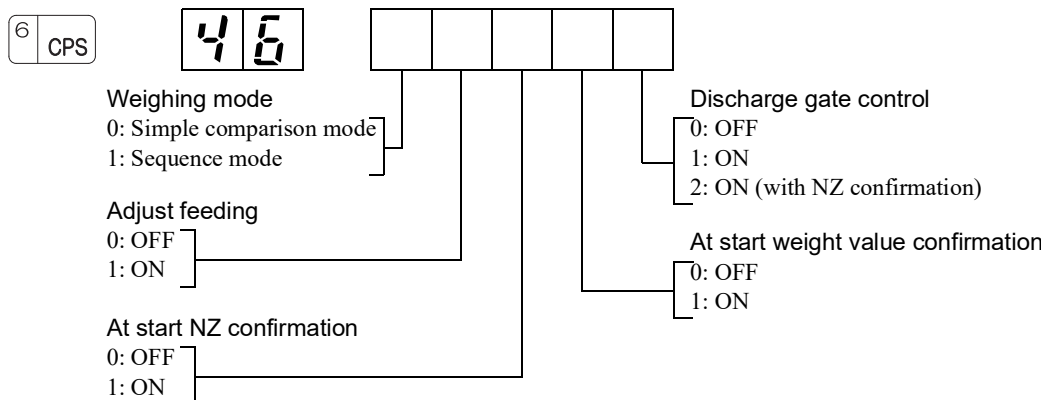 6 CPS
46
Weighing mode
0: Simple comparison mode
1: Sequence mode
Adjust feeding
0: OFF
1: ON
At start NZ confirmation
0: OFF
1: ON
Discharge gate control
0: OFF
1: ON
2: ON (with NZ confirmation)
At start weight value confirmation
0: OFF
1: ON